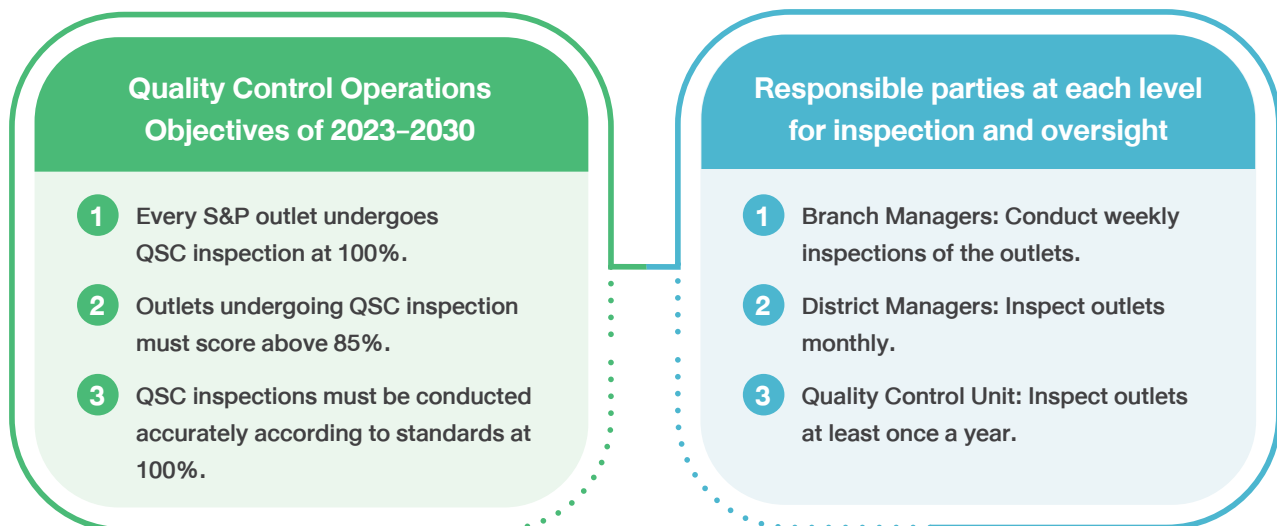 Quality Control Operations
Objectives of 2023–2030
1 Every S&P outlet undergoes
QSC inspection at 100%.
2 Outlets undergoing QSC inspection
must score above 85%.
3 QSC inspections must be conducted
accurately according to standards at
100%.
Responsible parties at each level
for inspection and oversight
1 Branch Managers: Conduct weekly
inspections of the outlets.
2 District Managers: Inspect outlets
monthly.
3 Quality Control Unit: Inspect outlets
at least once a year.